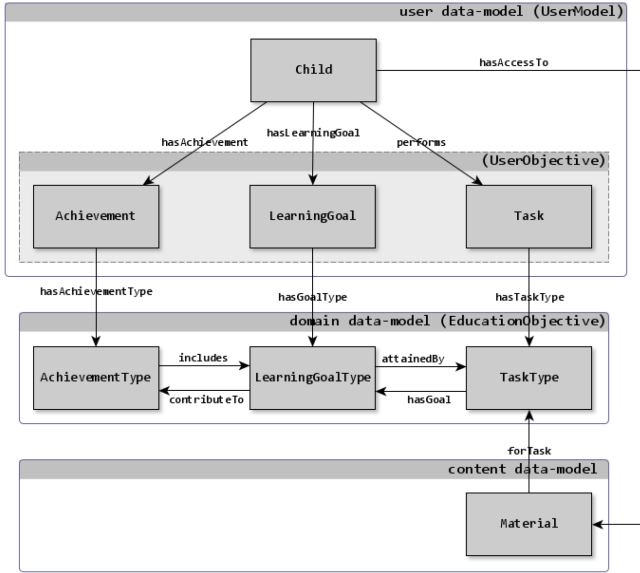 user data-model (UserModel)
Child
hasAccessTo
hasAchievement
hasLearningGoal
performs
(UserObjective)
Achievement
LearningGoal
Task
hasAchievementType
hasGoalType
hasTaskType
domain data-model (EducationObjective)
AchievementType
includes
contributeTo
LearningGoalType
attainedBy
hasGoal
TaskType
forTask
content data-model
Material